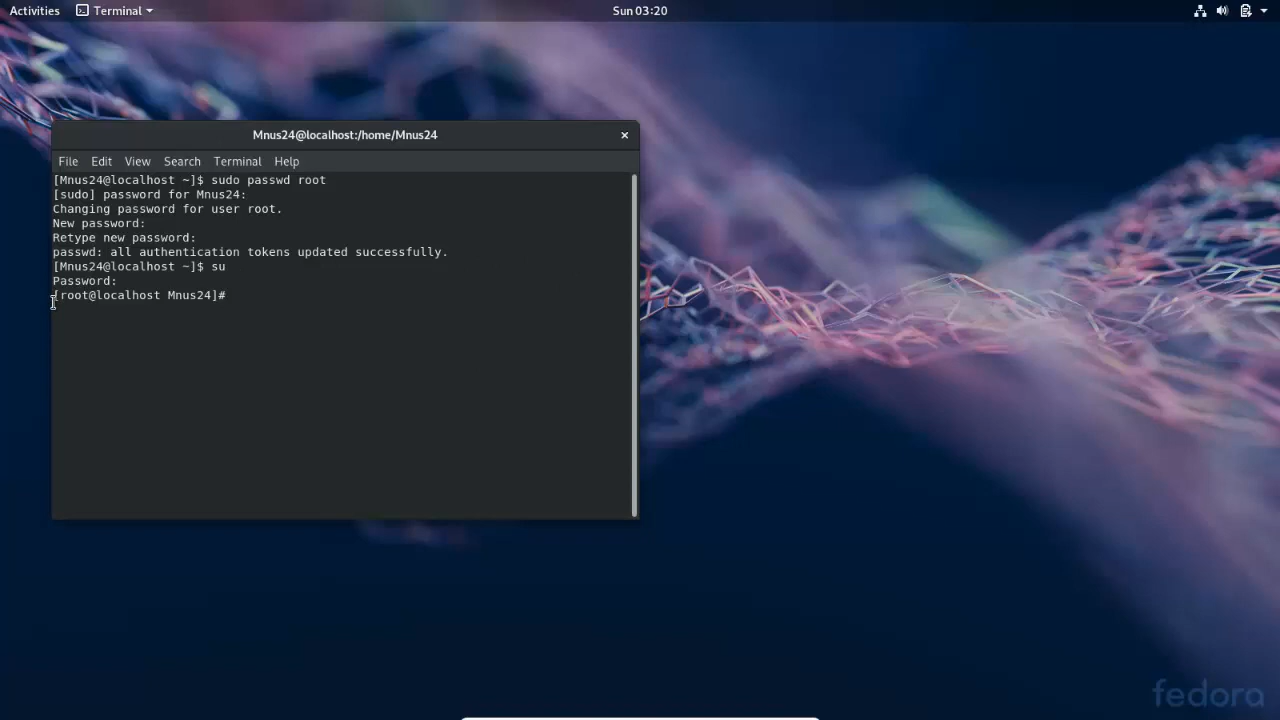 Activities Terminal Sun 03:20
Mnus24@localhost:/home/Mnus24
File Edit View Search Terminal Help
[Mnus24@localhost ~]$ sudo passwd root
[sudo] password for Mnus24:
Changing password for user root.
New password:
Retype new password:
passwd: all authentication tokens updated successfully.
[Mnus24@localhost ~]$ su
Password:
[root@localhost Mnus24]#
fedora